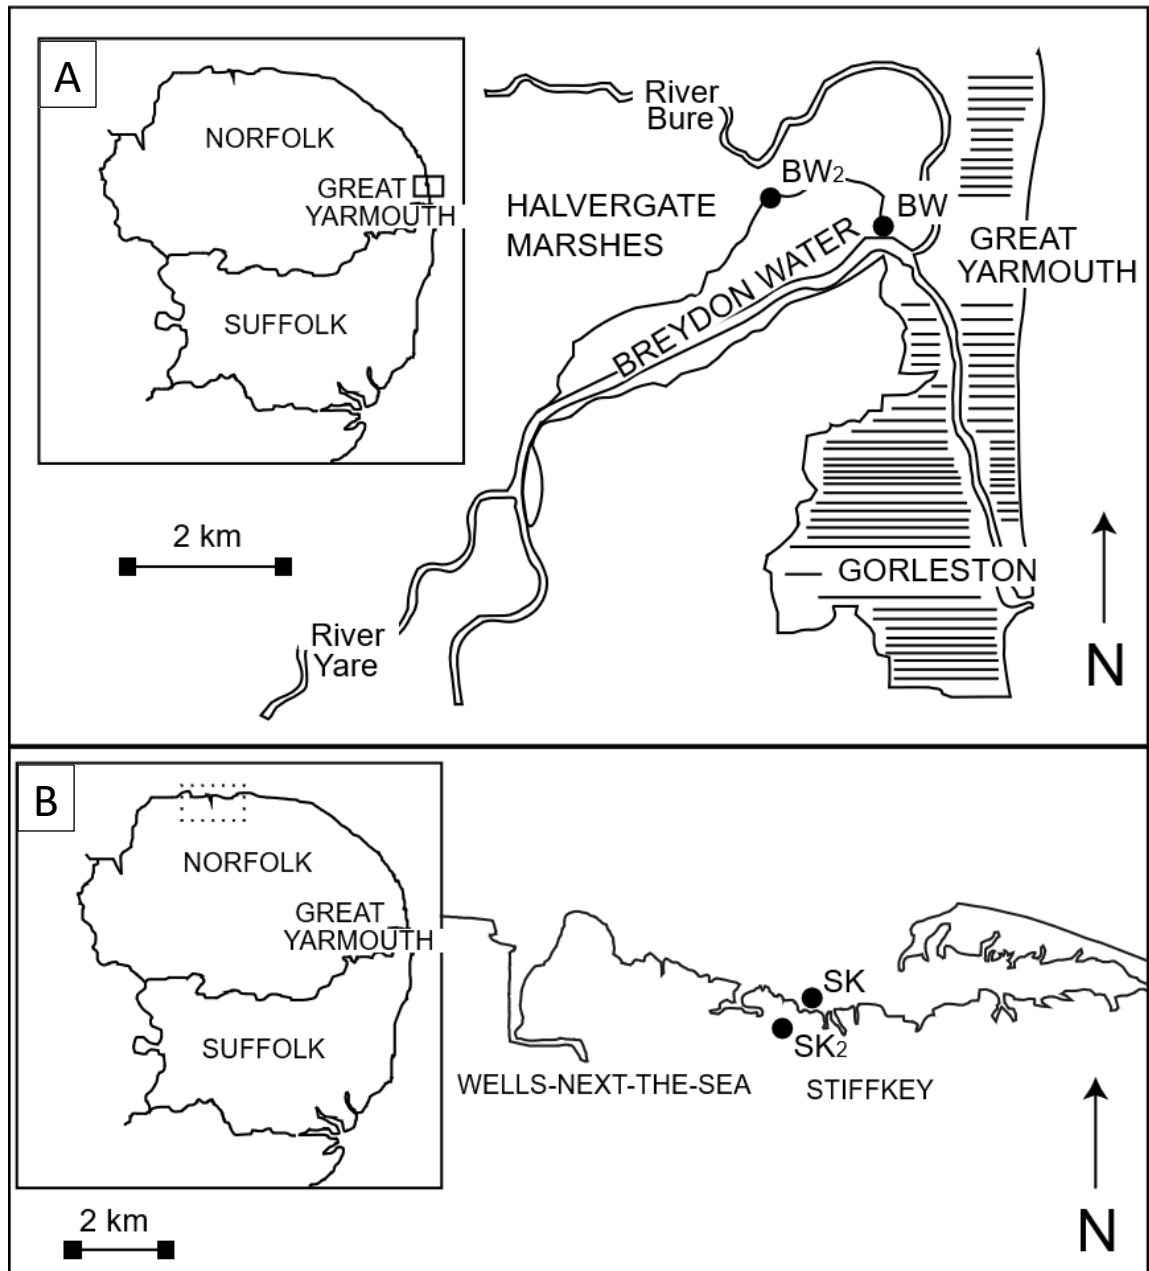 A
NORFOLK
GREAT
YARMOUTH
SUFFOLK
River
Bure
BW2
BW
HALVERGATE
MARSHES
BREYDON WATER
GREAT
YARMOUTH
2 km
GORLESTON
River
Yare
N
B
NORFOLK
GREAT
YARMOUTH
SUFFOLK
SK
SK2
WELLS-NEXT-THE-SEA
STIFFKEY
2 km
N